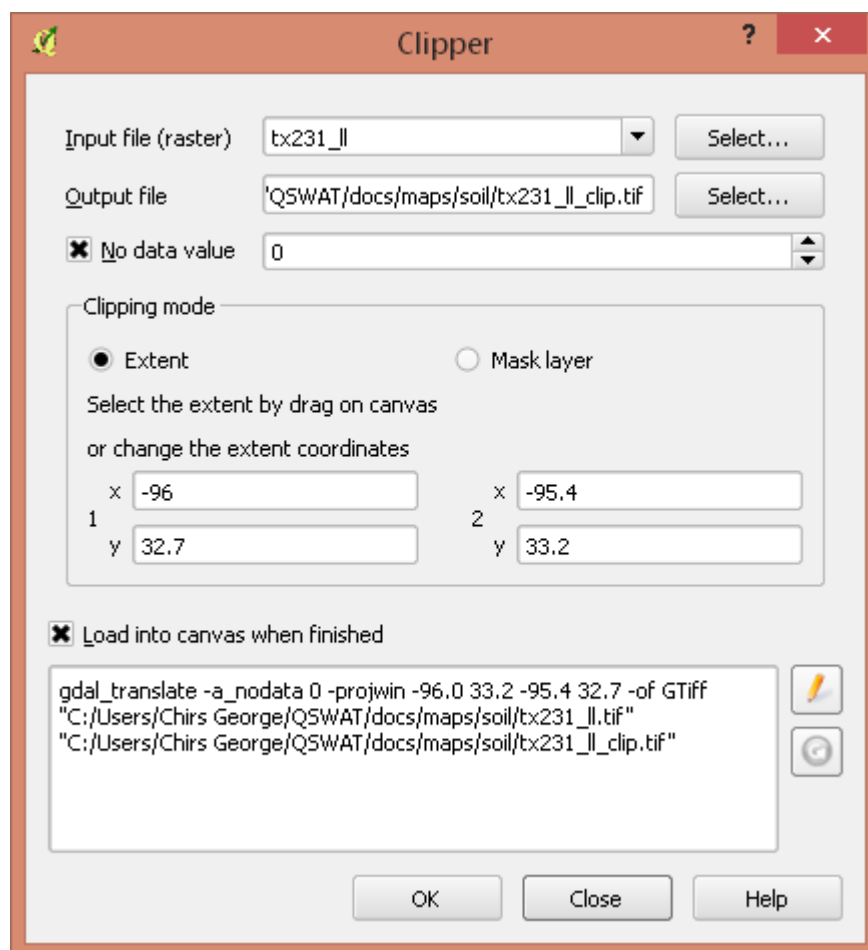 Clipper
?
×
Input file (raster)
tx231_ll
Select...
Output file
'QSWAT/docs/maps/soil/tx231_ll_clip.tif
Select...
No data value
0
Clipping mode
Extent
Mask layer
Select the extent by drag on canvas
or change the extent coordinates
1
x
-96
y
32.7
2
x
-95.4
y
33.2
Load into canvas when finished
gdal_translate -a_nodata 0 -projwin -96.0 33.2 -95.4 32.7 -of GTiff
"C:/Users/Chirs George/QSWAT/docs/maps/soil/tx231_ll.tif"
"C:/Users/Chirs George/QSWAT/docs/maps/soil/tx231_ll_clip.tif"
OK
Close
Help